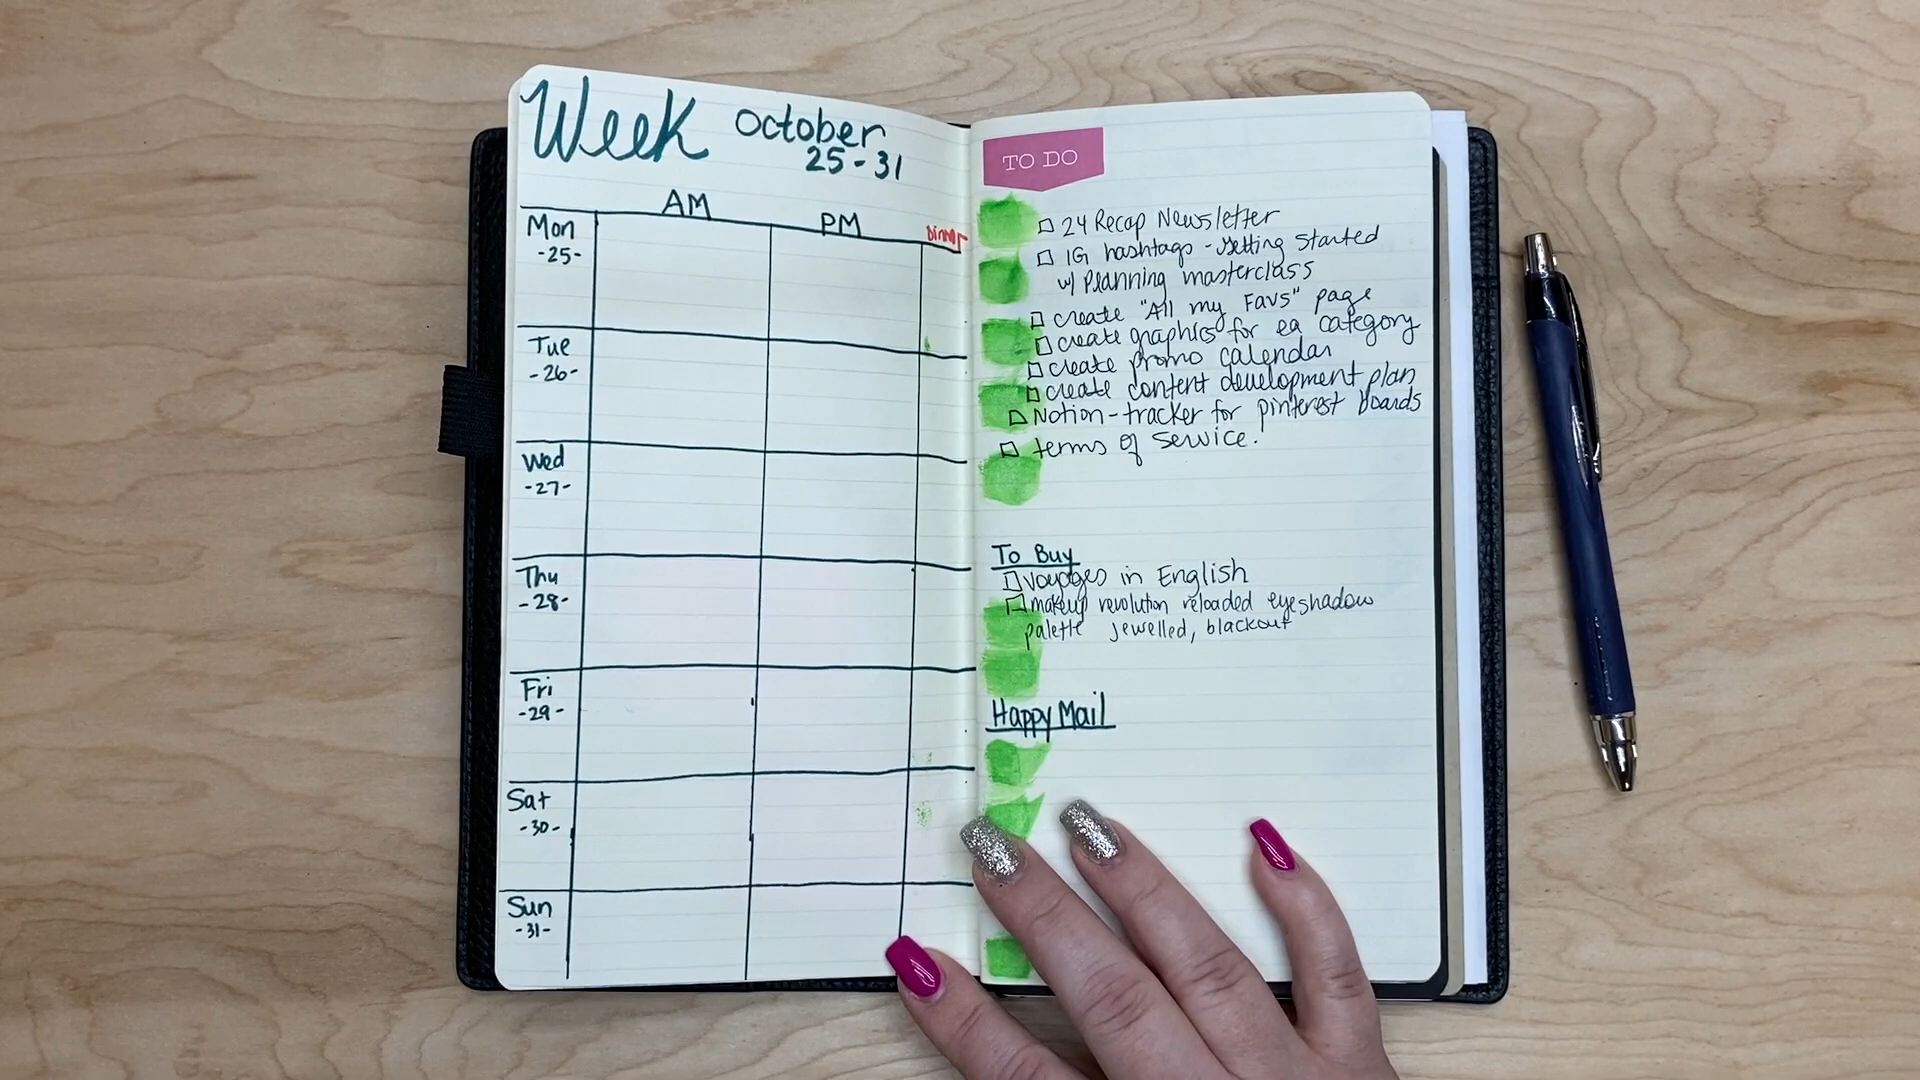 Week October
25-31
AM
PM
Dinner
Mon
-25-
Tue
-26-
Wed
-27-
Thu
-28-
Fri
-29-
Sat
-30-
Sun
-31-
TO DO
24 Recap Newsletter
IG hashtags - Getting Started
w/ Planning masterclass
create "All my Favs" page
create graphics for ea category
create promo calendar
create content development plan
Notion-tracker for pinterest boards
terms of service.
To Buy
Voyages in English
makeup revolution reloaded eyeshadow
palette jewelled, blackout
Happy Mail